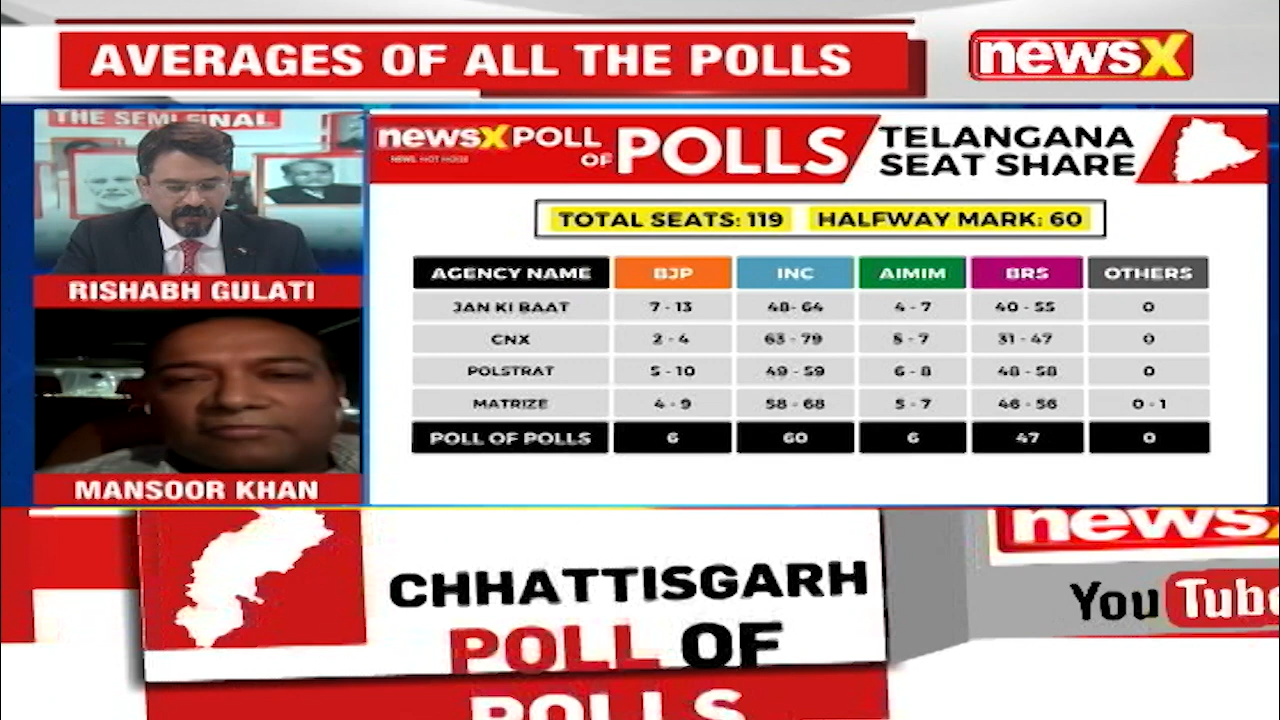 AVERAGES OF ALL THE POLLS
newsX
THE SEMI FINAL
RISHABH GULATI
MANSOOR KHAN
newsX POLL OF POLLS
NEWS, NOT NOISE
TELANGANA
SEAT SHARE
TOTAL SEATS: 119 HALFWAY MARK: 60
AGENCY NAME BJP INC AIMIM BRS OTHERS
JAN KI BAAT 7 - 13 48- 64 4 - 7 40 - 55 0
CNX 2 - 4 63 - 79 5 - 7 31 - 47 0
POLSTRAT 5 - 10 49 - 59 6 - 8 48 - 58 0
MATRIZE 4 - 9 58 - 68 5 - 7 46 - 56 0 - 1
POLL OF POLLS 6 60 6 47 0
CHHATTISGARH
POLL OF
POLLS
newsX
YouTube